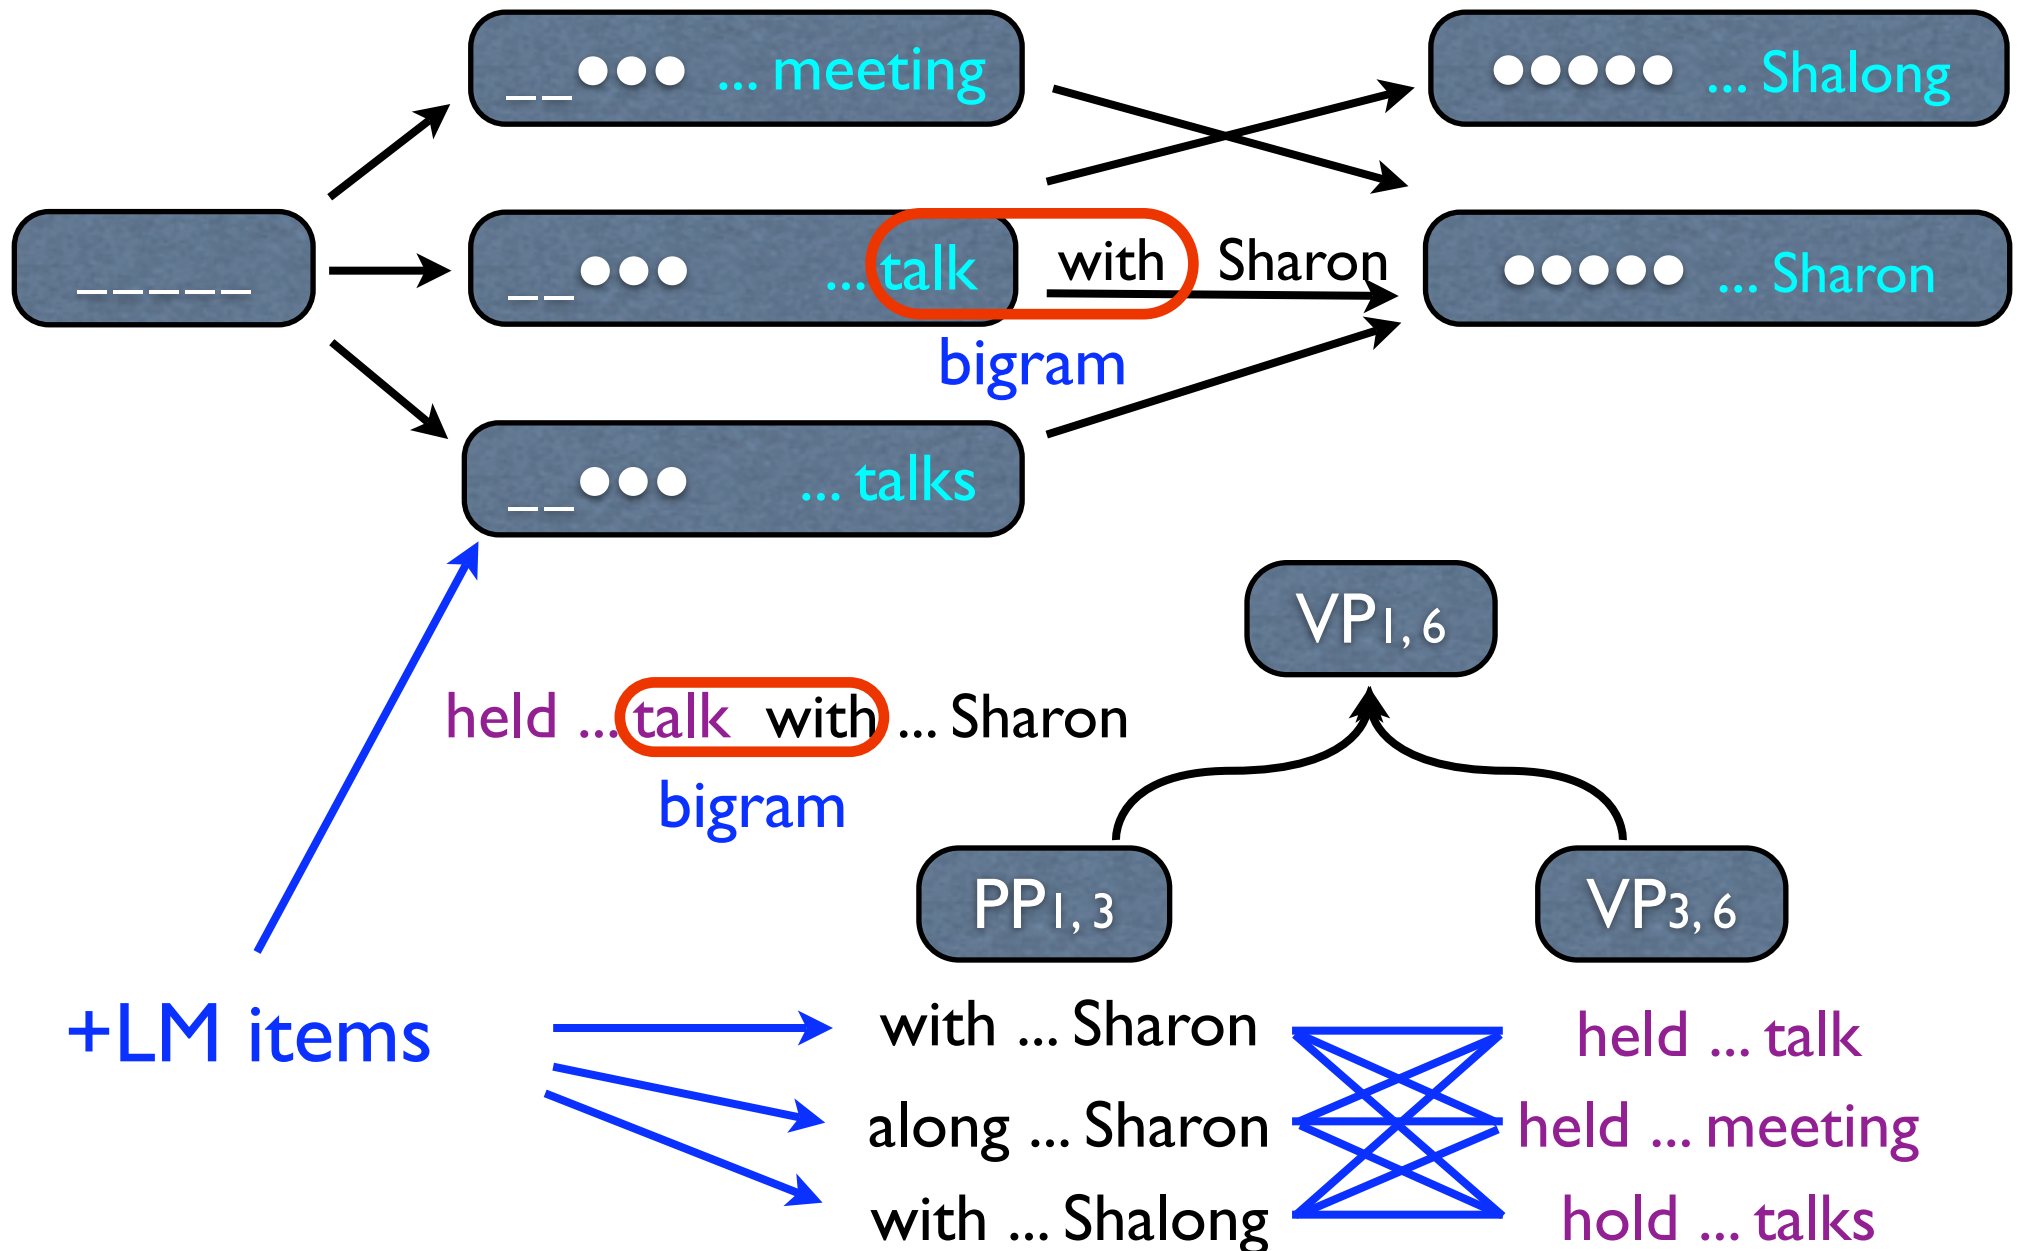 __●●● ... meeting
●●●●● ... Shalong
_____
__●●● ... talk
with Sharon
●●●●● ... Sharon
bigram
__●●● ... talks
VP1, 6
held ... talk with ... Sharon
bigram
PP1, 3
VP3, 6
+LM items
with ... Sharon
held ... talk
along ... Sharon
held ... meeting
with ... Shalong
hold ... talks